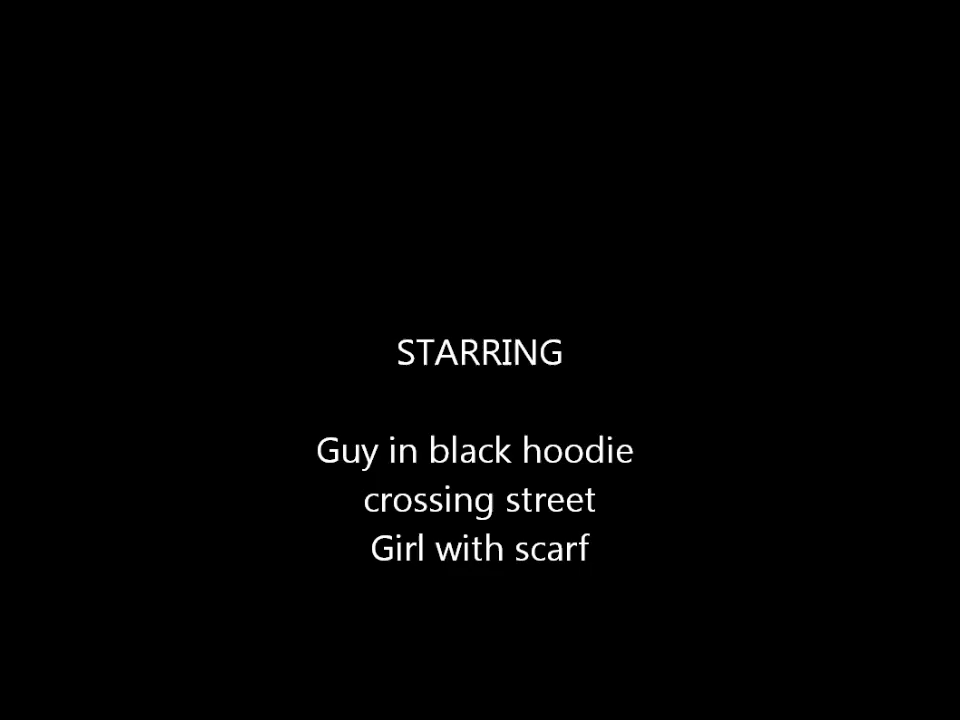 STARRING
Guy in black hoodie
crossing street
Girl with scarf